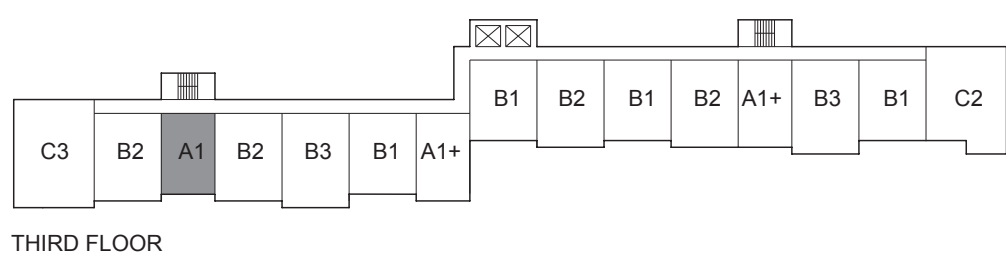 B1 B2 B1 B2 A1+ B3 B1 C2
C3 B2 A1 B2 B3 B1 A1+
THIRD FLOOR